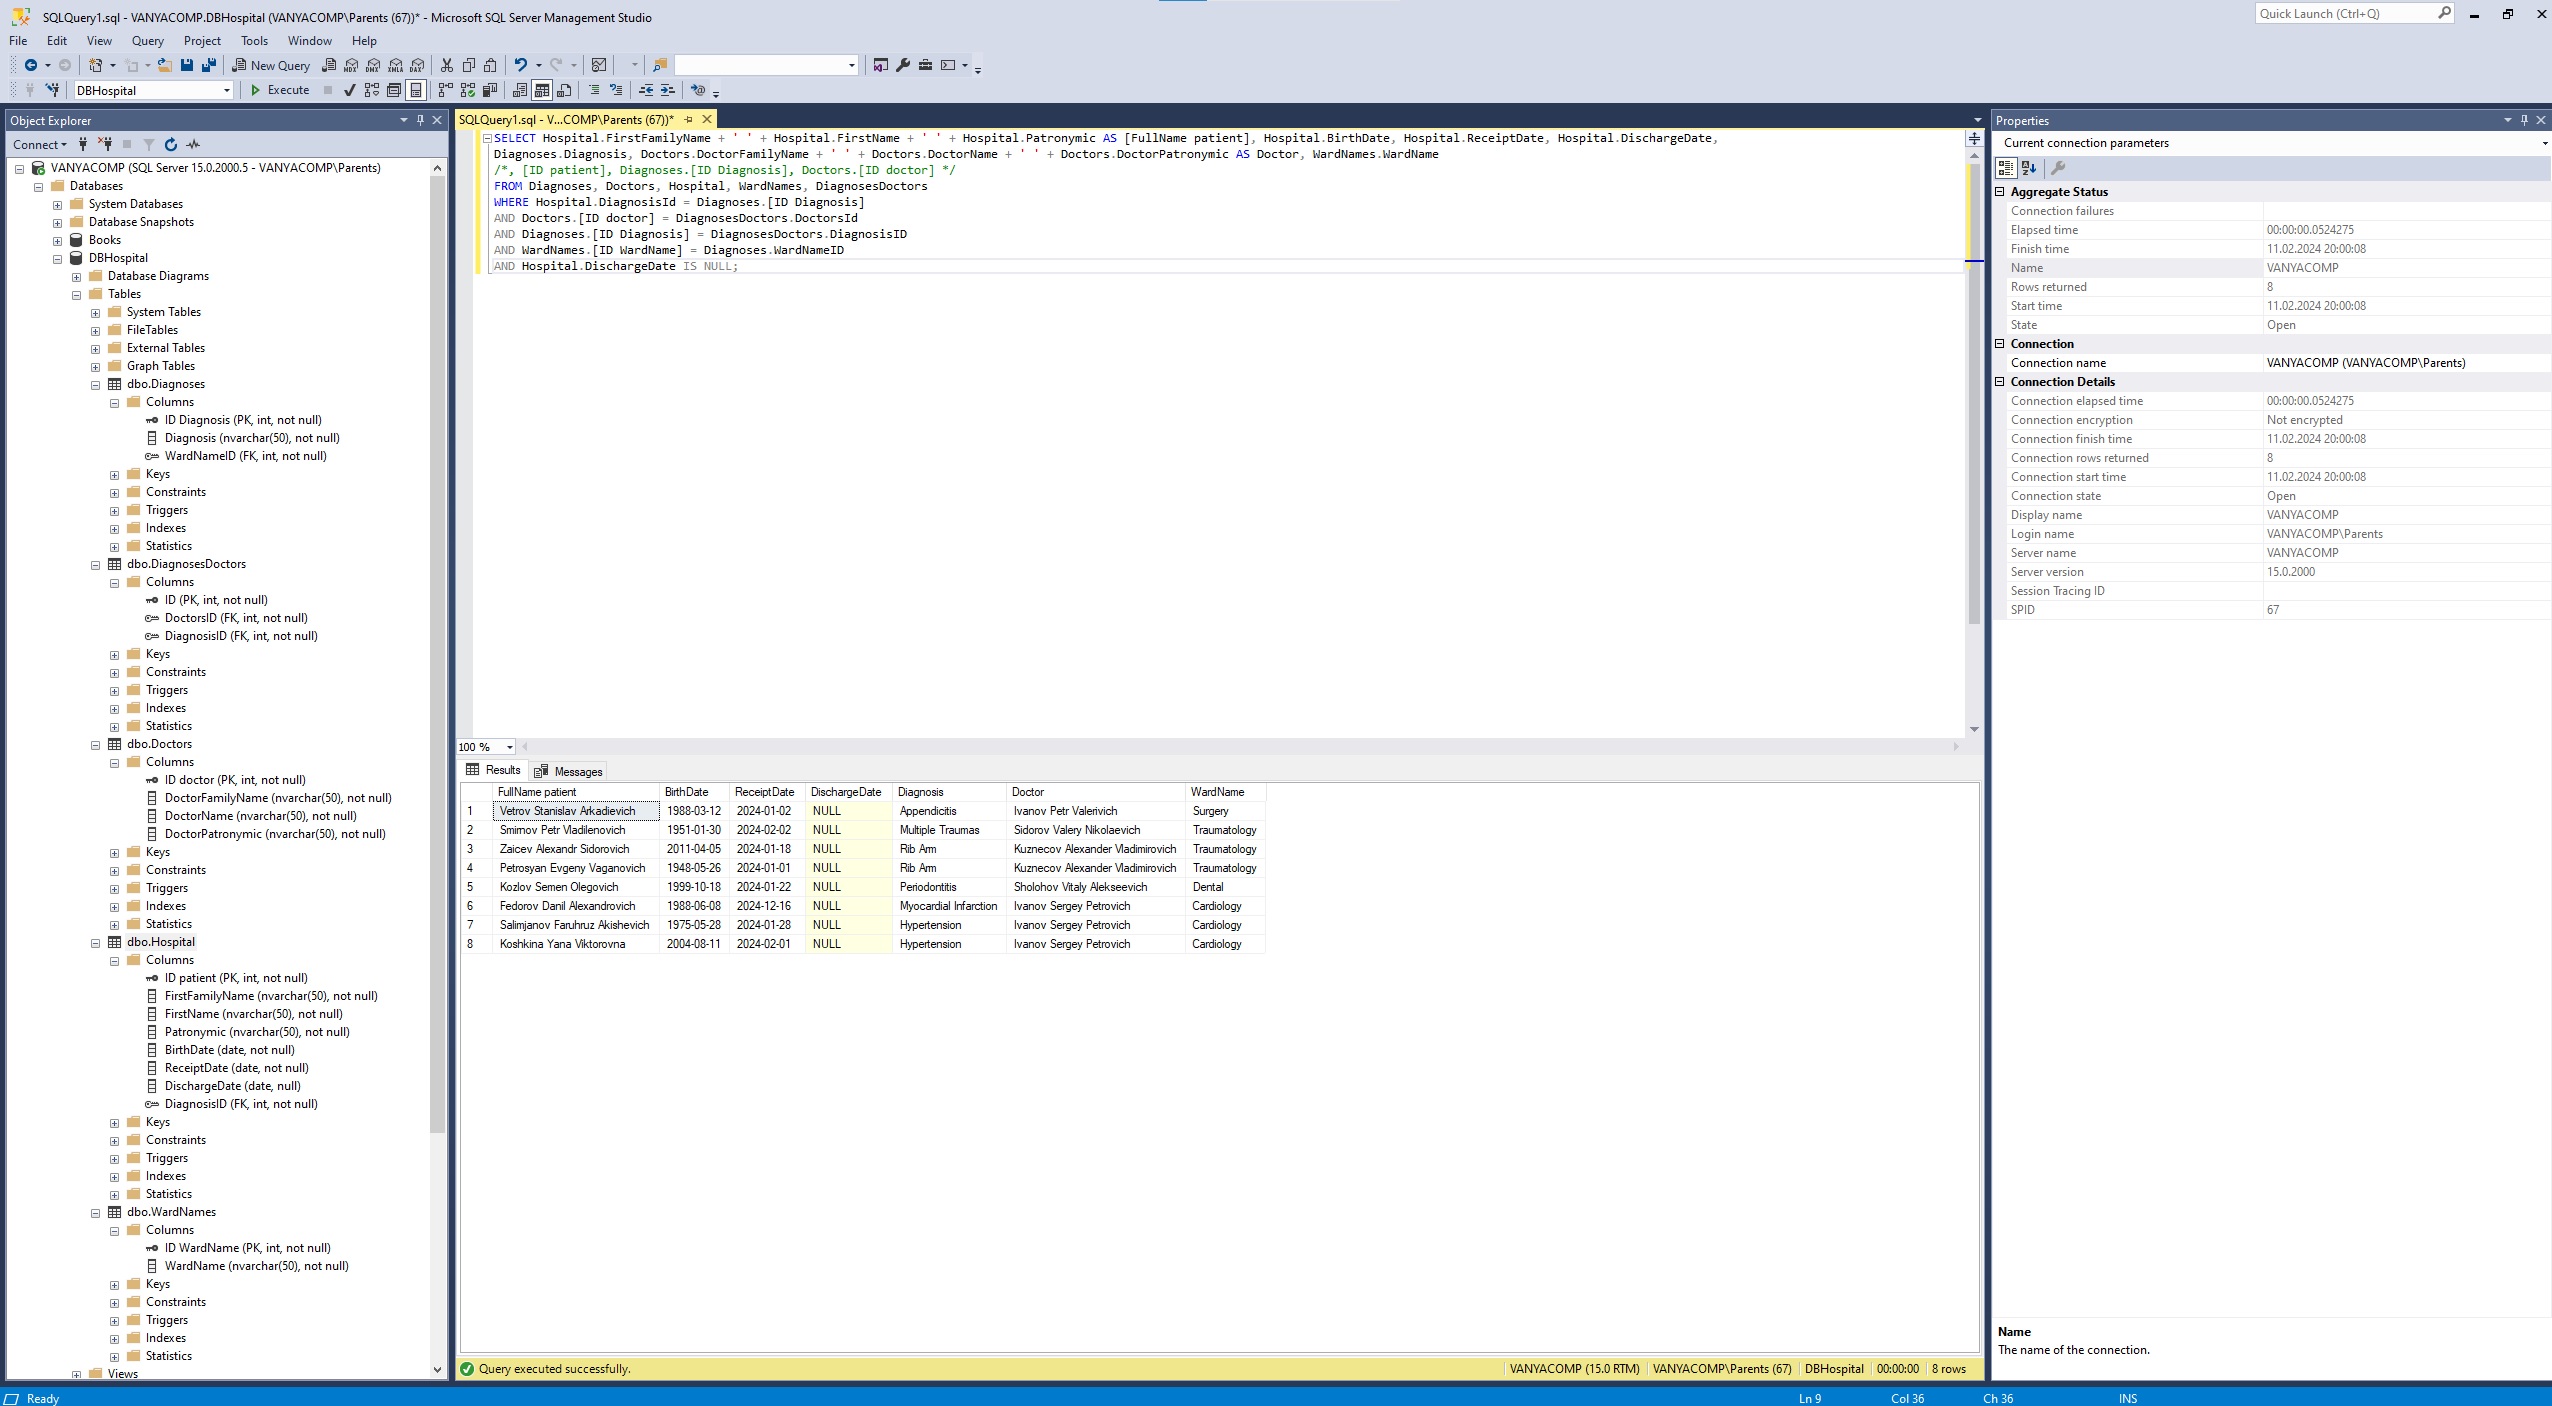 SQLQuery1.sql - VANYACOMP.DBHospital (VANYACOMP\Parents (67))* - Microsoft SQL Server Management Studio
Quick Launch (Ctrl+Q)
File Edit View Query Project Tools Window Help
New Query MDX DMX XMLA DAX
DBHospital Execute
Object Explorer
Connect
VANYACOMP (SQL Server 15.0.2000.5 - VANYACOMP\Parents)
Databases
System Databases
Database Snapshots
Books
DBHospital
Database Diagrams
Tables
System Tables
FileTables
External Tables
Graph Tables
dbo.Diagnoses
Columns
ID Diagnosis (PK, int, not null)
Diagnosis (nvarchar(50), not null)
WardNameID (FK, int, not null)
Keys
Constraints
Triggers
Indexes
Statistics
dbo.DiagnosesDoctors
Columns
ID (PK, int, not null)
DoctorsID (FK, int, not null)
DiagnosisID (FK, int, not null)
Keys
Constraints
Triggers
Indexes
Statistics
dbo.Doctors
Columns
ID doctor (PK, int, not null)
DoctorFamilyName (nvarchar(50), not null)
DoctorName (nvarchar(50), not null)
DoctorPatronymic (nvarchar(50), not null)
Keys
Constraints
Triggers
Indexes
Statistics
dbo.Hospital
Columns
ID patient (PK, int, not null)
FirstFamilyName (nvarchar(50), not null)
FirstName (nvarchar(50), not null)
Patronymic (nvarchar(50), not null)
BirthDate (date, not null)
ReceiptDate (date, not null)
DischargeDate (date, null)
DiagnosisID (FK, int, not null)
Keys
Constraints
Triggers
Indexes
Statistics
dbo.WardNames
Columns
ID WardName (PK, int, not null)
WardName (nvarchar(50), not null)
Keys
Constraints
Triggers
Indexes
Statistics
Views
SQLQuery1.sql - V...COMP\Parents (67))*
SELECT Hospital.FirstFamilyName + ' ' + Hospital.FirstName + ' ' + Hospital.Patronymic AS [FullName patient], Hospital.BirthDate, Hospital.ReceiptDate, Hospital.DischargeDate,
Diagnoses.Diagnosis, Doctors.DoctorFamilyName + ' ' + Doctors.DoctorName + ' ' + Doctors.DoctorPatronymic AS Doctor, WardNames.WardName
/*, [ID patient], Diagnoses.[ID Diagnosis], Doctors.[ID doctor] */
FROM Diagnoses, Doctors, Hospital, WardNames, DiagnosesDoctors
WHERE Hospital.DiagnosisId = Diagnoses.[ID Diagnosis]
AND Doctors.[ID doctor] = DiagnosesDoctors.DoctorsId
AND Diagnoses.[ID Diagnosis] = DiagnosesDoctors.DiagnosisID
AND WardNames.[ID WardName] = Diagnoses.WardNameID
AND Hospital.DischargeDate IS NULL;
100 %
Results Messages
FullName patient BirthDate ReceiptDate DischargeDate Diagnosis Doctor WardName
1 Vetrov Stanislav Arkadievich 1988-03-12 2024-01-02 NULL Appendicitis Ivanov Petr Valerivich Surgery
2 Smirnov Petr Vladilenovich 1951-01-30 2024-02-02 NULL Multiple Traumas Sidorov Valery Nikolaevich Traumatology
3 Zaicev Alexandr Sidorovich 2011-04-05 2024-01-18 NULL Rib Arm Kuznecov Alexander Vladimirovich Traumatology
4 Petrosyan Evgeny Vaganovich 1948-05-26 2024-01-01 NULL Rib Arm Kuznecov Alexander Vladimirovich Traumatology
5 Kozlov Semen Olegovich 1999-10-18 2024-01-22 NULL Periodontitis Sholohov Vitaly Alekseevich Dental
6 Fedorov Danil Alexandrovich 1988-06-08 2024-12-16 NULL Myocardial Infarction Ivanov Sergey Petrovich Cardiology
7 Salimjanov Faruhruz Akishevich 1975-05-28 2024-01-28 NULL Hypertension Ivanov Sergey Petrovich Cardiology
8 Koshkina Yana Viktorovna 2004-08-11 2024-02-01 NULL Hypertension Ivanov Sergey Petrovich Cardiology
Query executed successfully. VANYACOMP (15.0 RTM) VANYACOMP\Parents (67) DBHospital 00:00:00 8 rows
Properties
Current connection parameters
Aggregate Status
Connection failures
Elapsed time 00:00:00.0524275
Finish time 11.02.2024 20:00:08
Name VANYACOMP
Rows returned 8
Start time 11.02.2024 20:00:08
State Open
Connection
Connection name VANYACOMP (VANYACOMP\Parents)
Connection Details
Connection elapsed time 00:00:00.0524275
Connection encryption Not encrypted
Connection finish time 11.02.2024 20:00:08
Connection rows returned 8
Connection start time 11.02.2024 20:00:08
Connection state Open
Display name VANYACOMP
Login name VANYACOMP\Parents
Server name VANYACOMP
Server version 15.0.2000
Session Tracing ID
SPID 67
Name
The name of the connection.
Ready Ln 9 Col 36 Ch 36 INS